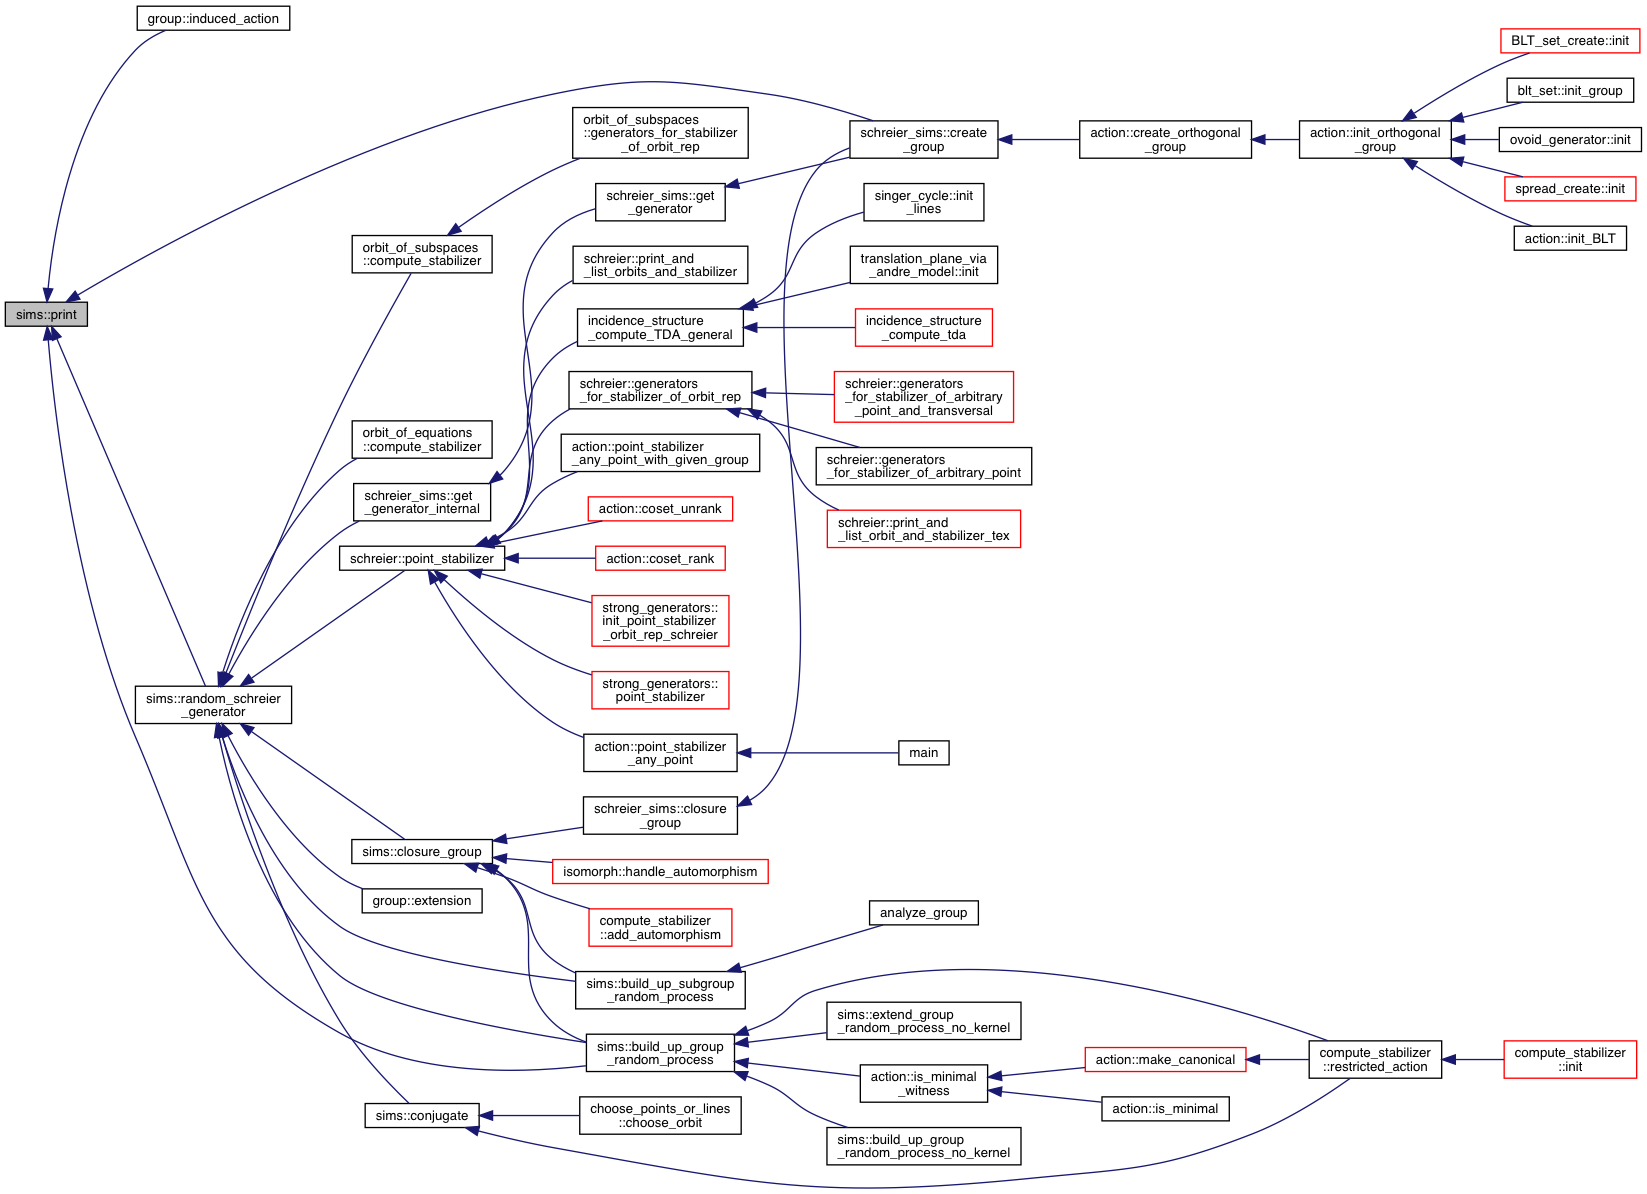 sims::print
group::induced_action
sims::random_schreier
_generator
orbit_of_subspaces
::compute_stabilizer
orbit_of_equations
::compute_stabilizer
schreier_sims::get
_generator_internal
schreier::point_stabilizer
sims::closure_group
group::extension
sims::conjugate
orbit_of_subspaces
::generators_for_stabilizer
_of_orbit_rep
schreier_sims::get
_generator
schreier::print_and
_list_orbits_and_stabilizer
incidence_structure
_compute_TDA_general
schreier::generators
_for_stabilizer_of_orbit_rep
action::point_stabilizer
_any_point_with_given_group
action::coset_unrank
action::coset_rank
strong_generators::
init_point_stabilizer
_orbit_rep_schreier
strong_generators::
point_stabilizer
action::point_stabilizer
_any_point
schreier_sims::closure
_group
isomorph::handle_automorphism
compute_stabilizer
::add_automorphism
sims::build_up_subgroup
_random_process
sims::build_up_group
_random_process
choose_points_or_lines
::choose_orbit
schreier_sims::create
_group
singer_cycle::init
_lines
translation_plane_via
_andre_model::init
incidence_structure
_compute_tda
schreier::generators
_for_stabilizer_of_arbitrary
_point_and_transversal
schreier::generators
_for_stabilizer_of_arbitrary_point
schreier::print_and
_list_orbit_and_stabilizer_tex
main
analyze_group
sims::extend_group
_random_process_no_kernel
action::is_minimal
_witness
sims::build_up_group
_random_process_no_kernel
action::create_orthogonal
_group
action::make_canonical
action::is_minimal
action::init_orthogonal
_group
compute_stabilizer
::restricted_action
BLT_set_create::init
blt_set::init_group
ovoid_generator::init
spread_create::init
action::init_BLT
compute_stabilizer
::init